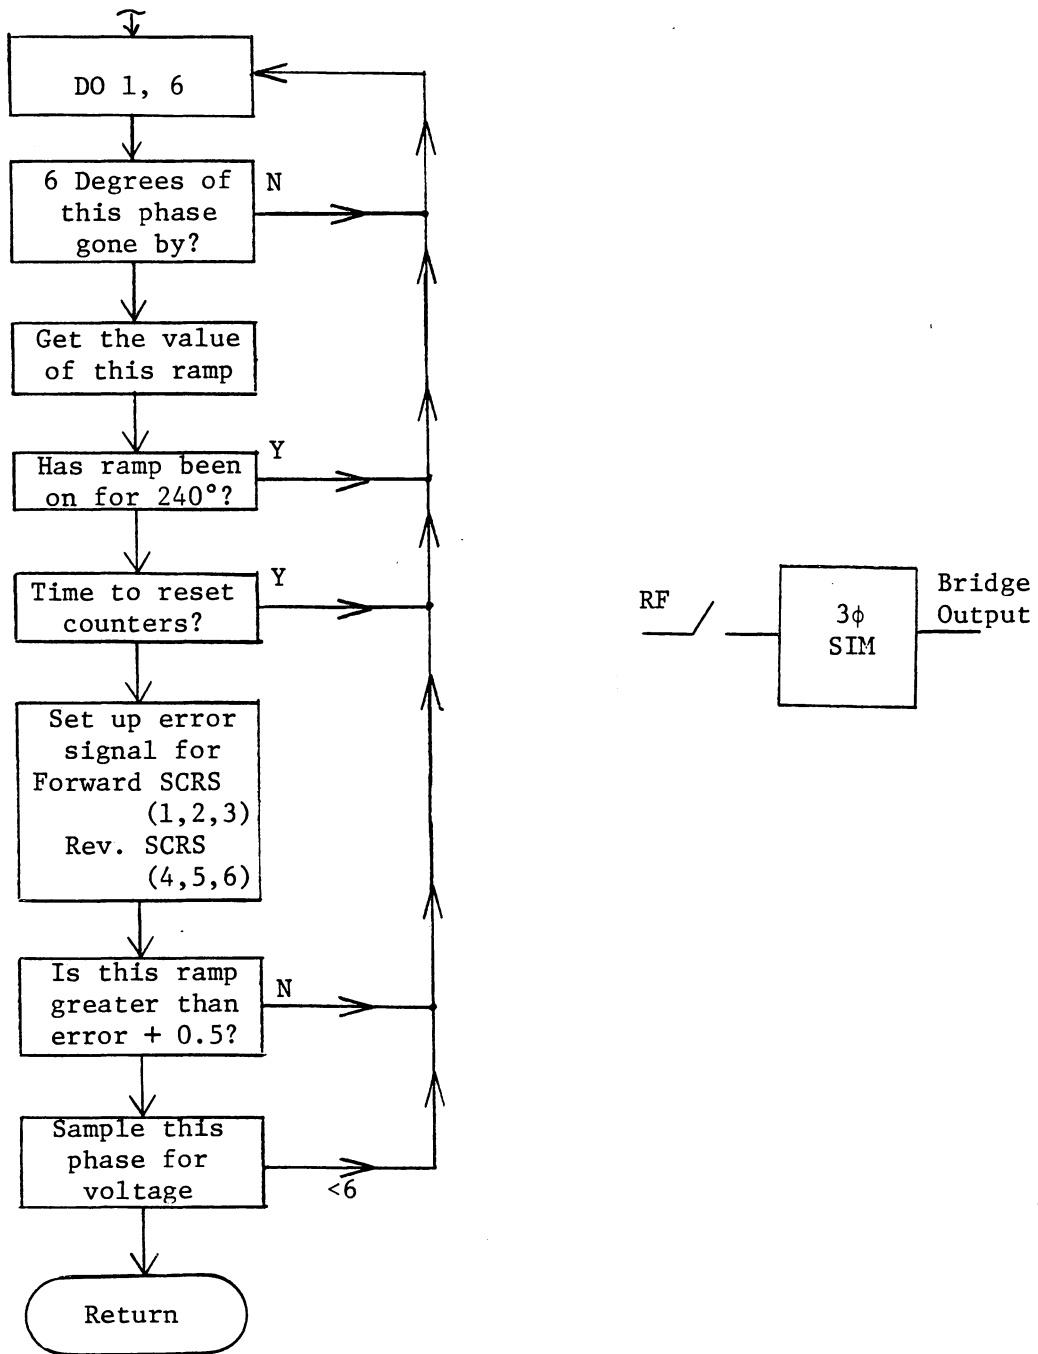 DO 1, 6
6 Degrees of
this phase
gone by?
N
Get the value
of this ramp
Has ramp been
on for 240°?
Y
Time to reset
counters?
Y
Set up error
signal for
Forward SCRS
(1,2,3)
Rev. SCRS
(4,5,6)
Is this ramp
greater than
error + 0.5?
N
Sample this
phase for
voltage
<6
Return
RF
3ϕ
SIM
Bridge
Output